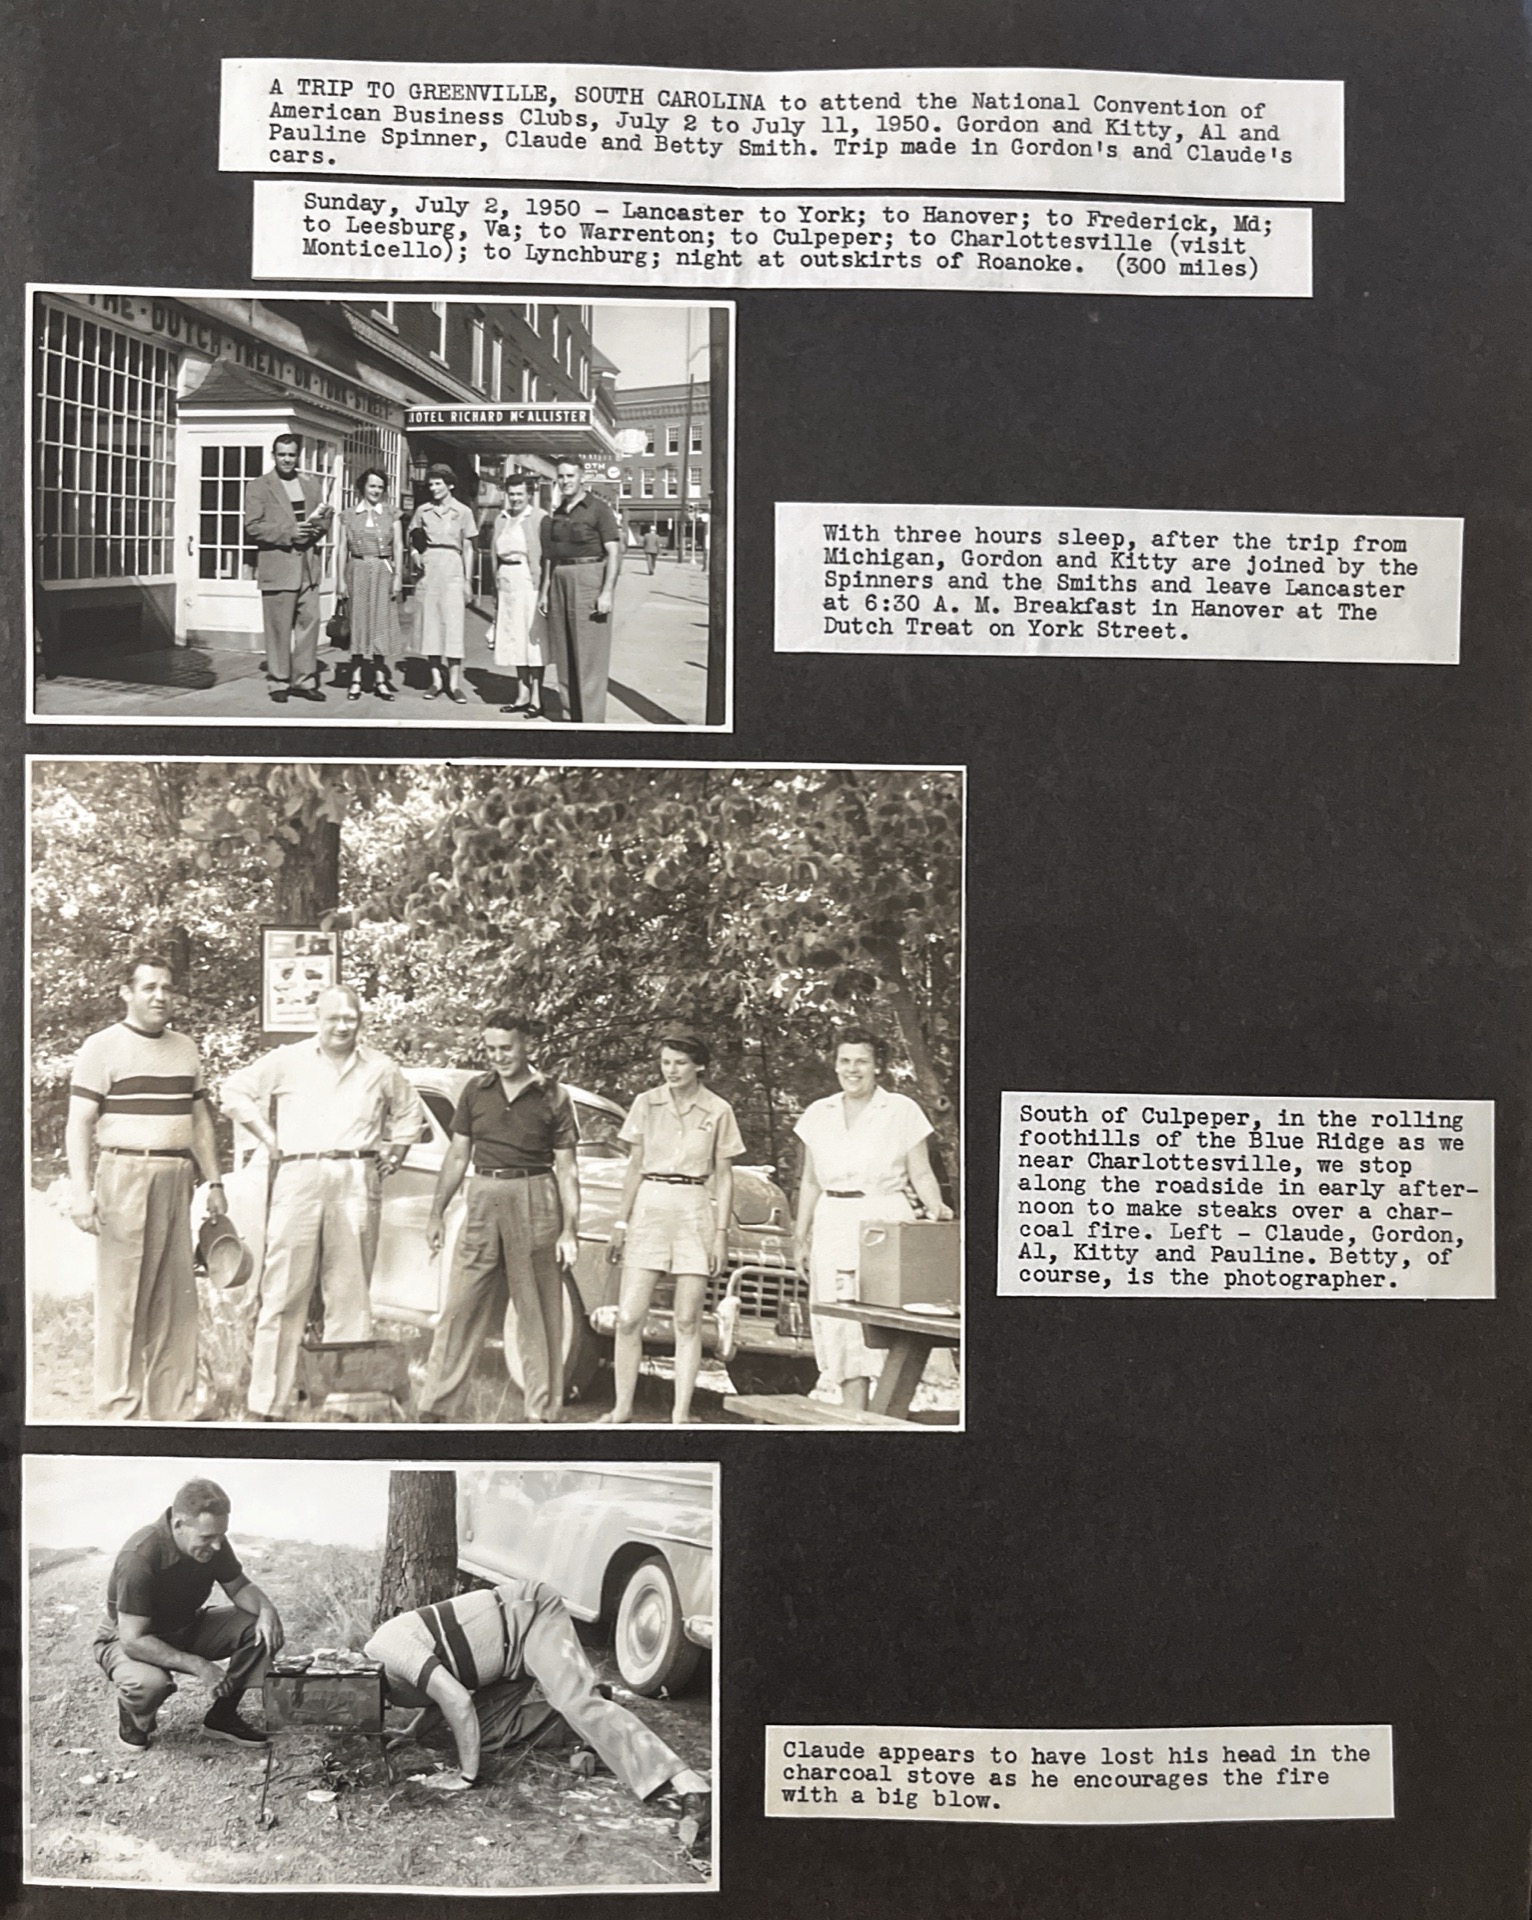 A TRIP TO GREENVILLE, SOUTH CAROLINA to attend the National Convention of
American Business Clubs, July 2 to July 11, 1950. Gordon and Kitty, Al and
Pauline Spinner, Claude and Betty Smith. Trip made in Gordon's and Claude's
cars.
Sunday, July 2, 1950 - Lancaster to York; to Hanover; to Frederick, Md;
to Leesburg, Va; to Warrenton; to Culpeper; to Charlottesville (visit
Monticello); to Lynchburg; night at outskirts of Roanoke. (300 miles)
THE·DUTCH·TREAT·ON·YORK·STREET
HOTEL RICHARD McALLISTER
With three hours sleep, after the trip from
Michigan, Gordon and Kitty are joined by the
Spinners and the Smiths and leave Lancaster
at 6:30 A. M. Breakfast in Hanover at The
Dutch Treat on York Street.
South of Culpeper, in the rolling
foothills of the Blue Ridge as we
near Charlottesville, we stop
along the roadside in early after-
noon to make steaks over a char-
coal fire. Left - Claude, Gordon,
Al, Kitty and Pauline. Betty, of
course, is the photographer.
Claude appears to have lost his head in the
charcoal stove as he encourages the fire
with a big blow.